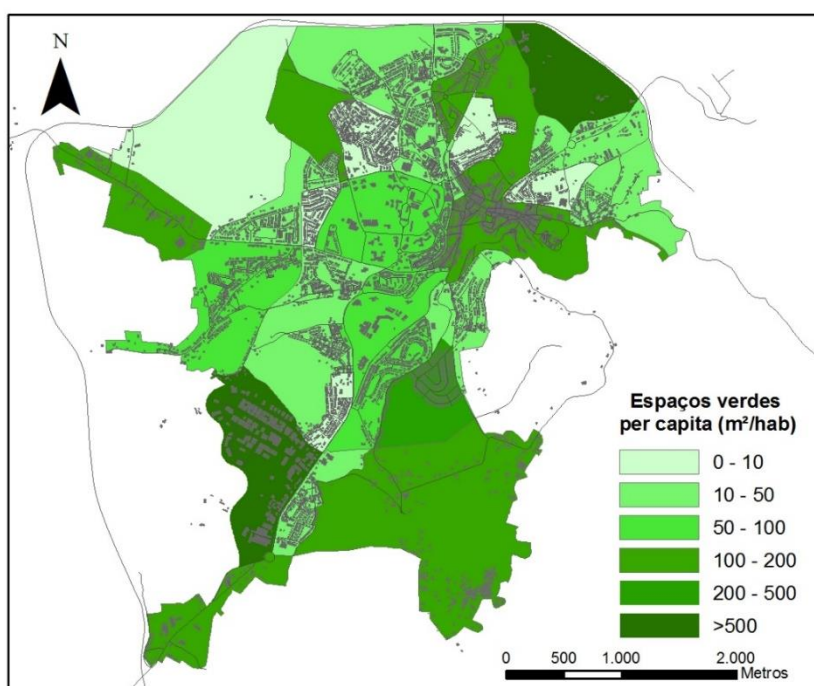 N
Espaços verdes
per capita (m²/hab)
0 - 10
10 - 50
50 - 100
100 - 200
200 - 500
>500
0 500 1.000 2.000
Metros